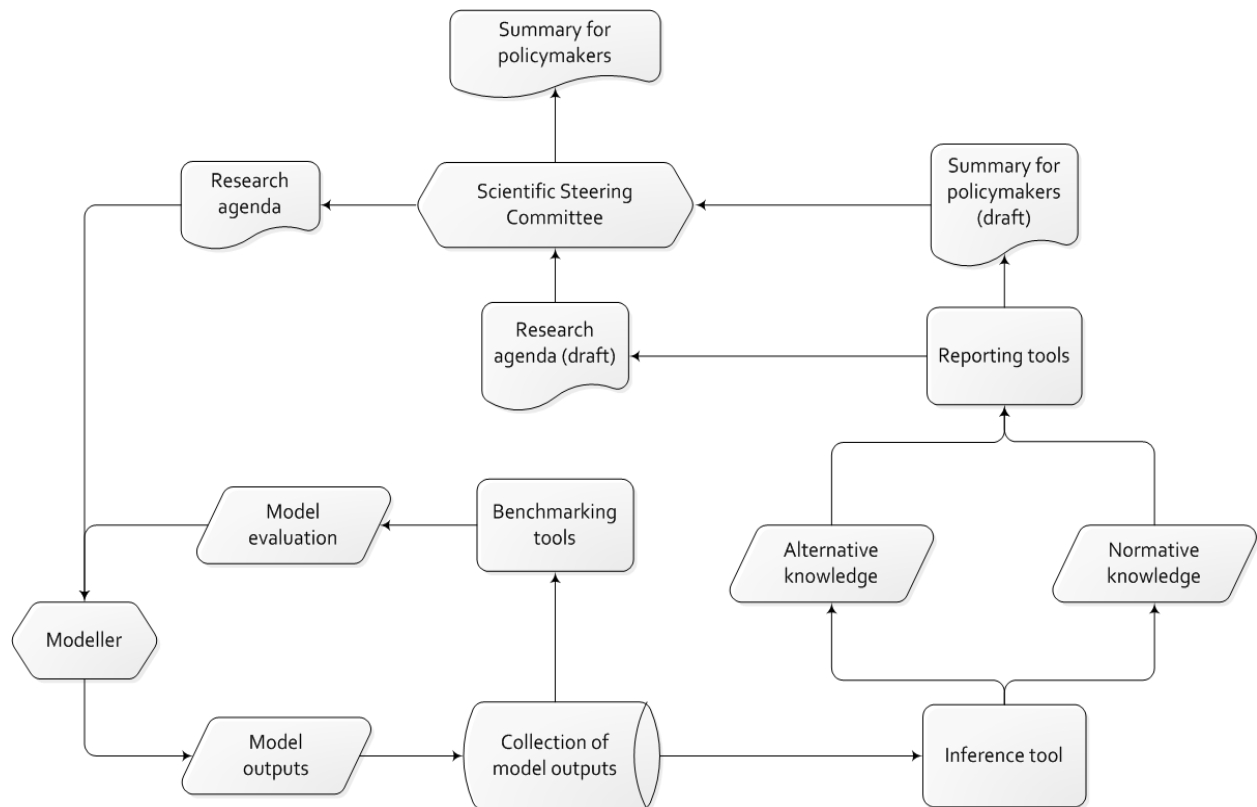 Summary for
policymakers
Research
agenda
Scientific Steering
Committee
Summary for
policymakers
(draft)
Research
agenda (draft)
Reporting tools
Model
evaluation
Benchmarking
tools
Alternative
knowledge
Normative
knowledge
Modeller
Model
outputs
Collection of
model outputs
Inference tool